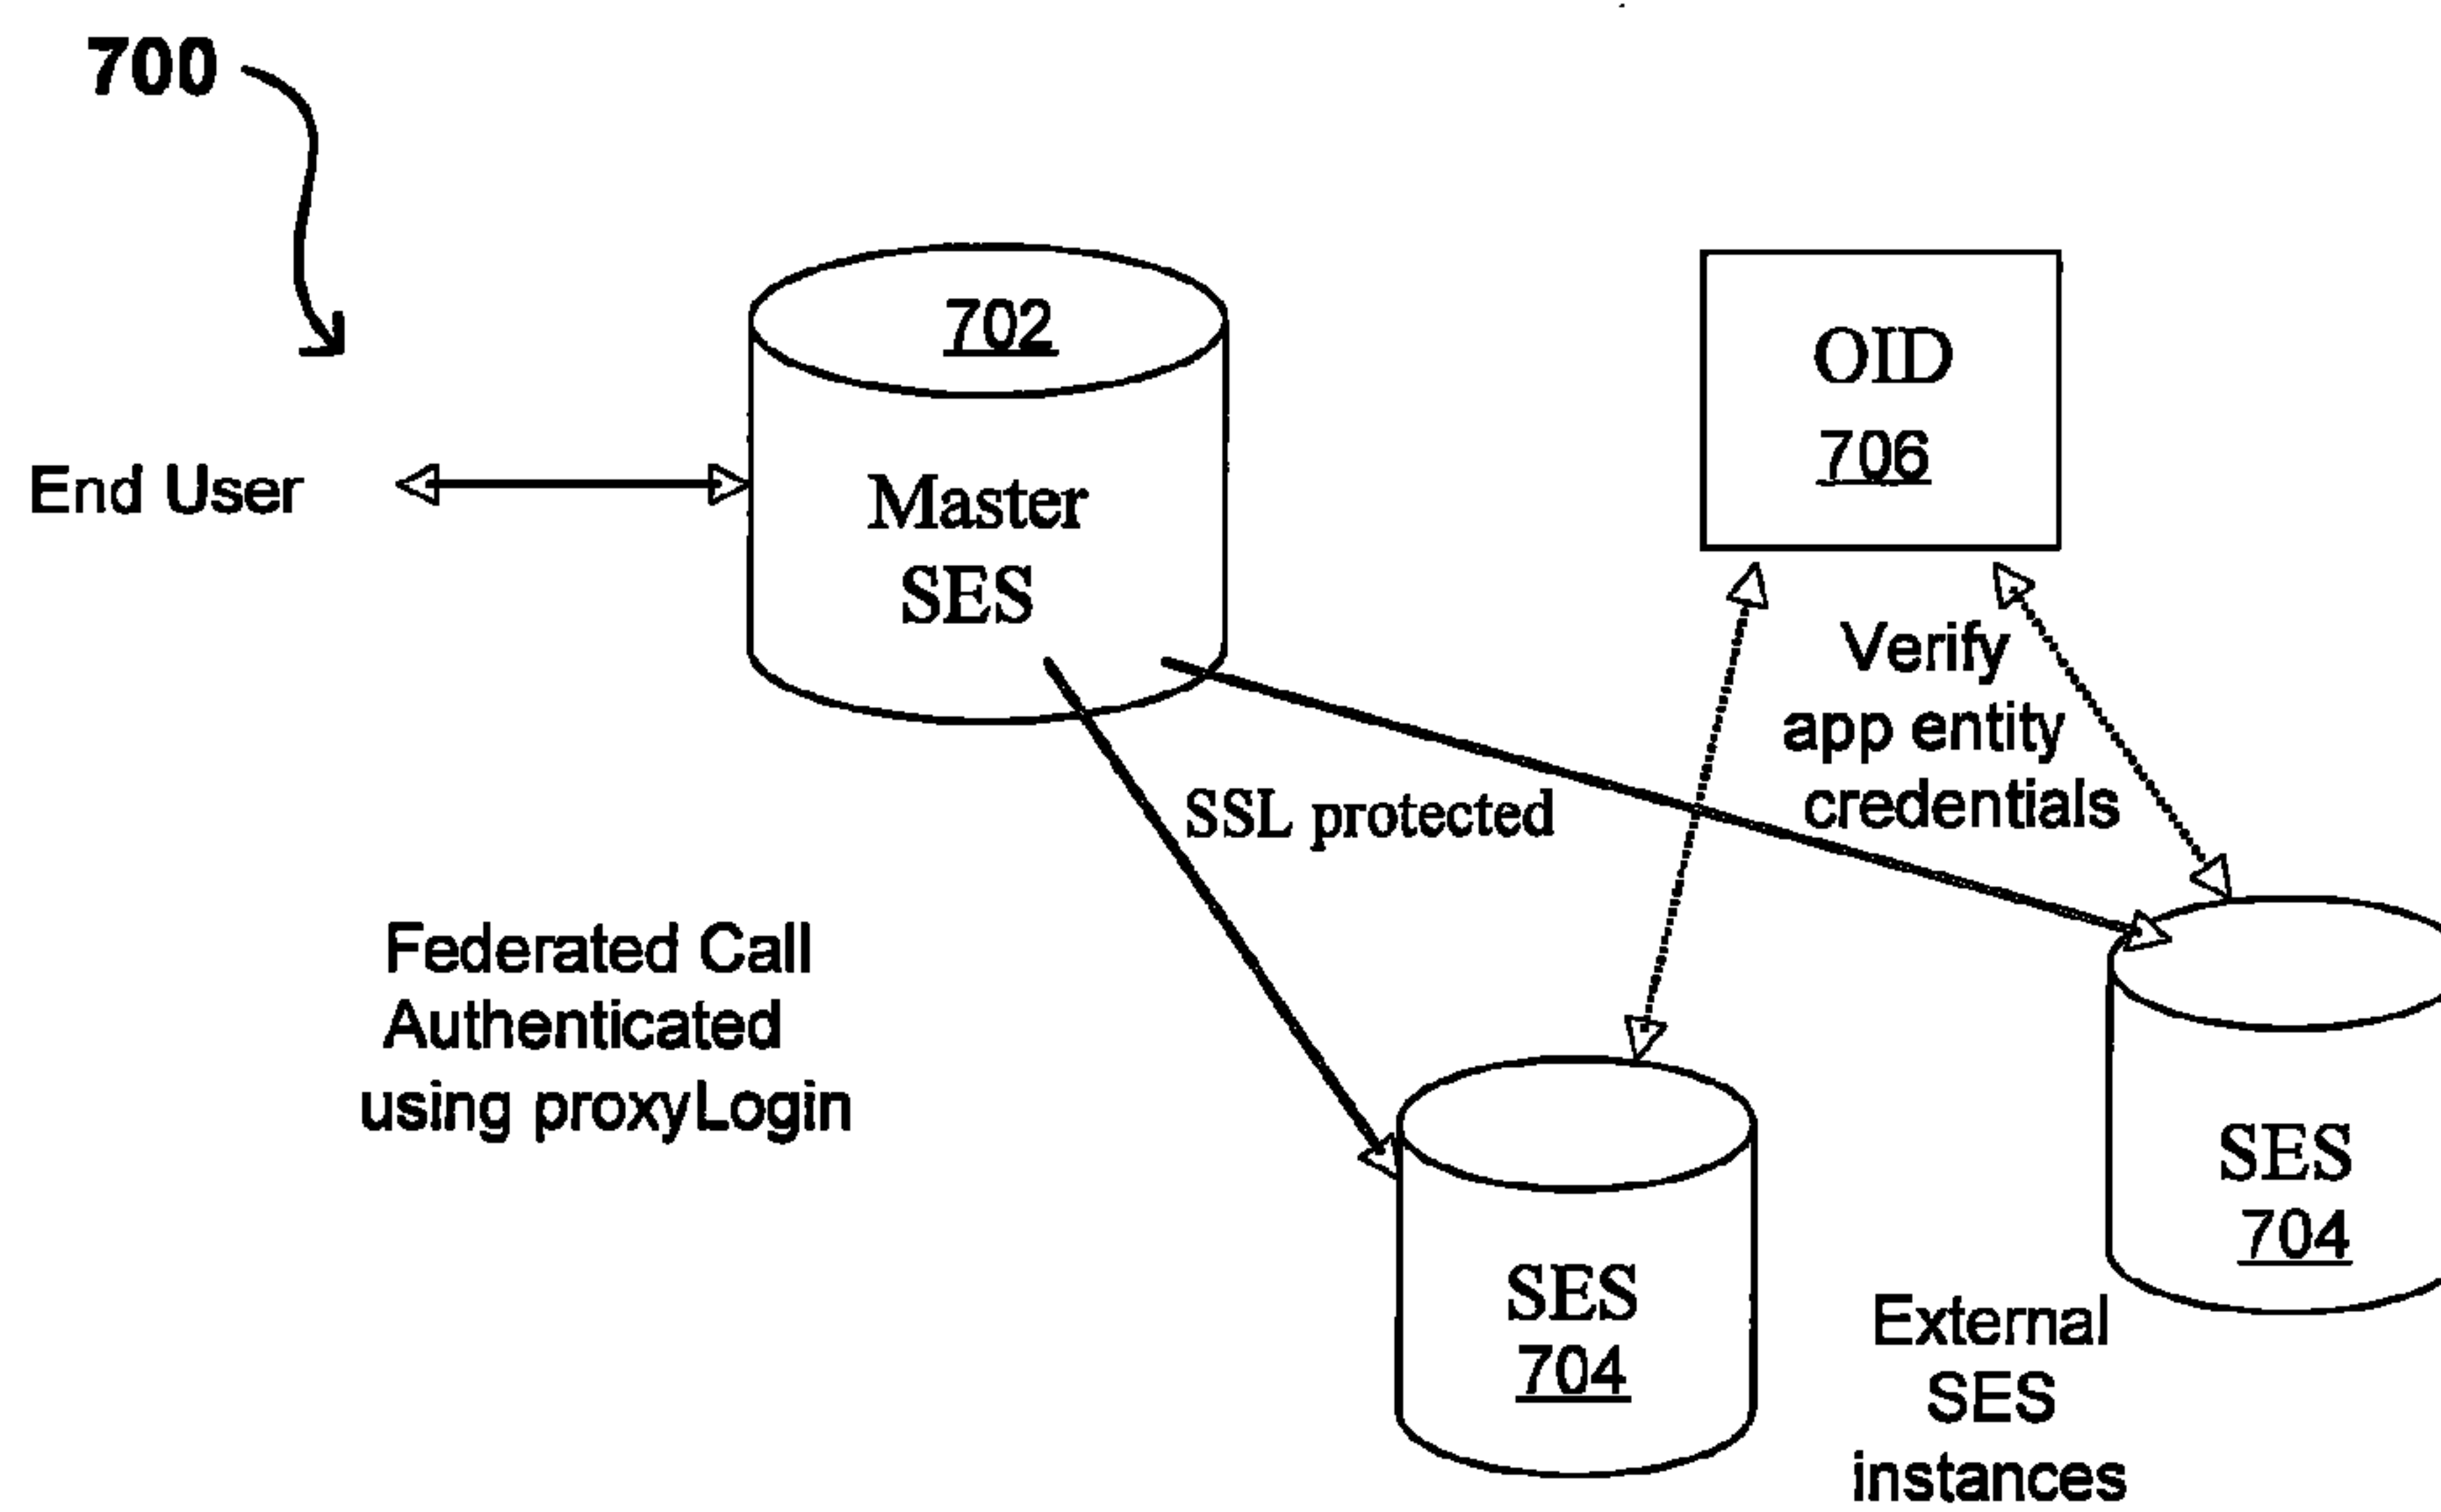 700
702
Master
SES
End User
OID
706
Verify
app entity
credentials
SSL protected
Federated Call
Authenticated
using proxyLogin
SES
704
SES
704
External
SES
instances